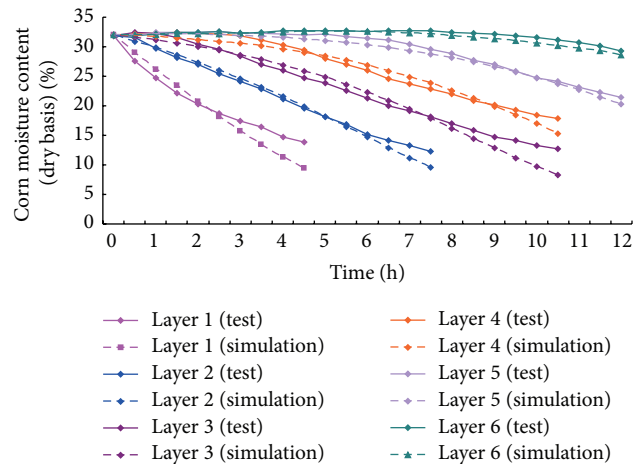 Corn moisture content
(dry basis) (%)
35
30
25
20
15
10
5
0
0 1 2 3 4 5 6 7 8 9 10 11 12
Time (h)
Layer 1 (test)
Layer 1 (simulation)
Layer 2 (test)
Layer 2 (simulation)
Layer 3 (test)
Layer 3 (simulation)
Layer 4 (test)
Layer 4 (simulation)
Layer 5 (test)
Layer 5 (simulation)
Layer 6 (test)
Layer 6 (simulation)